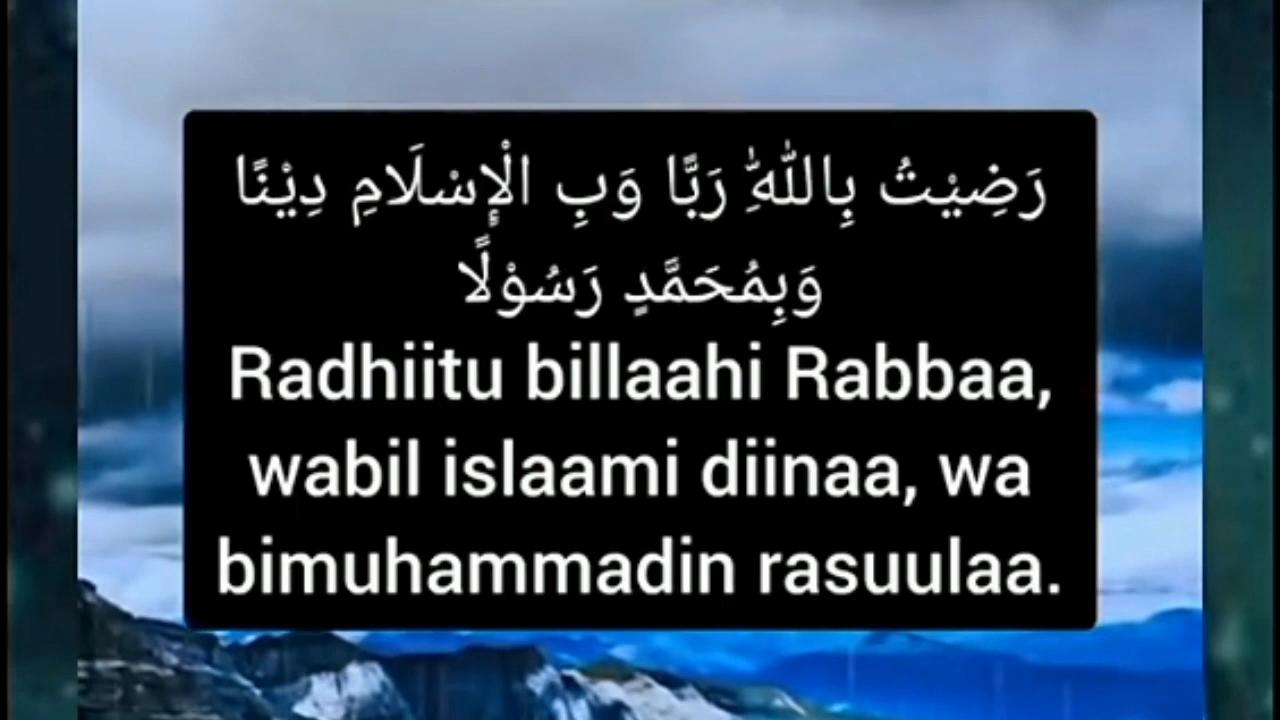 رَضِيْتُ بِاللّٰهِ رَبًّا وَبِ الْإِسْلَامِ دِيْنًا
وَبِمُحَمَّدٍ رَسُوْلًا
Radhiitu billaahi Rabbaa,
wabil islaami diinaa, wa
bimuhammadin rasuulaa.